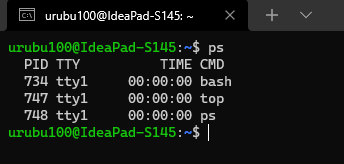 urubu100@IdeaPad-S145: ~
urubu100@IdeaPad-S145:~$ ps
  PID TTY          TIME CMD
  734 tty1     00:00:00 bash
  747 tty1     00:00:00 top
  748 tty1     00:00:00 ps
urubu100@IdeaPad-S145:~$